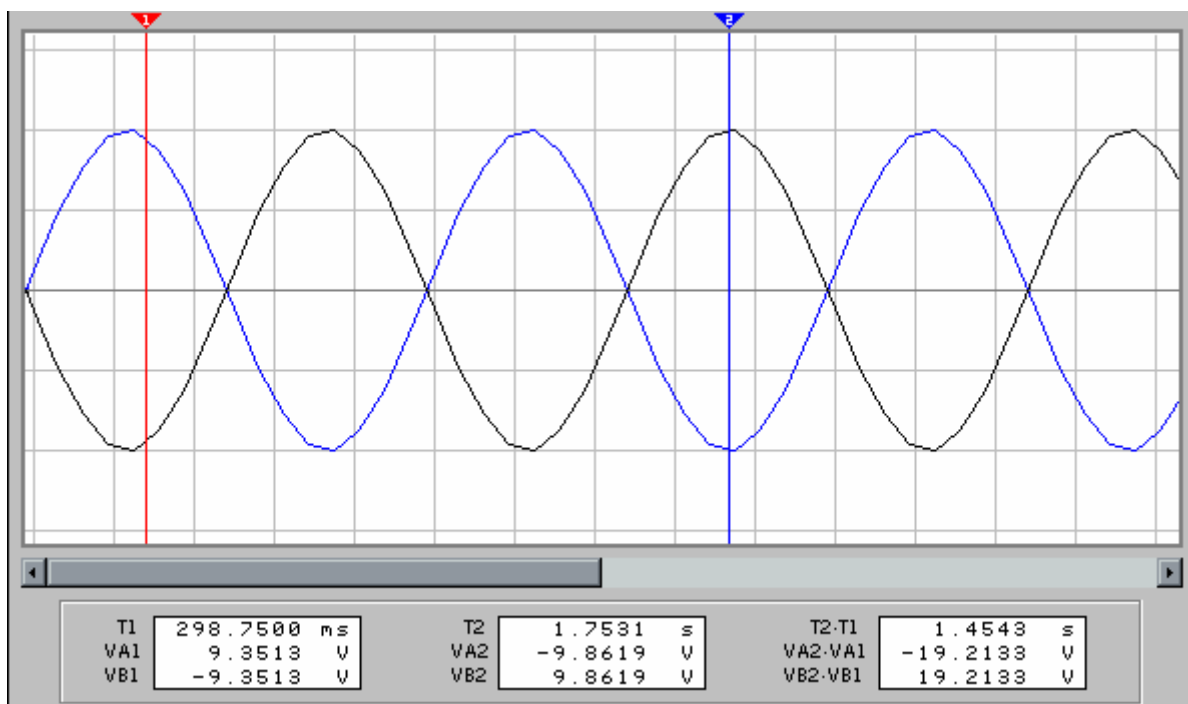 1 2
T1 298.7500 ms T2 1.7531 s T2-T1 1.4543 s
VA1 9.3513 V VA2 -9.8619 V VA2-VA1 -19.2133 V
VB1 -9.3513 V VB2 9.8619 V VB2-VB1 19.2133 V